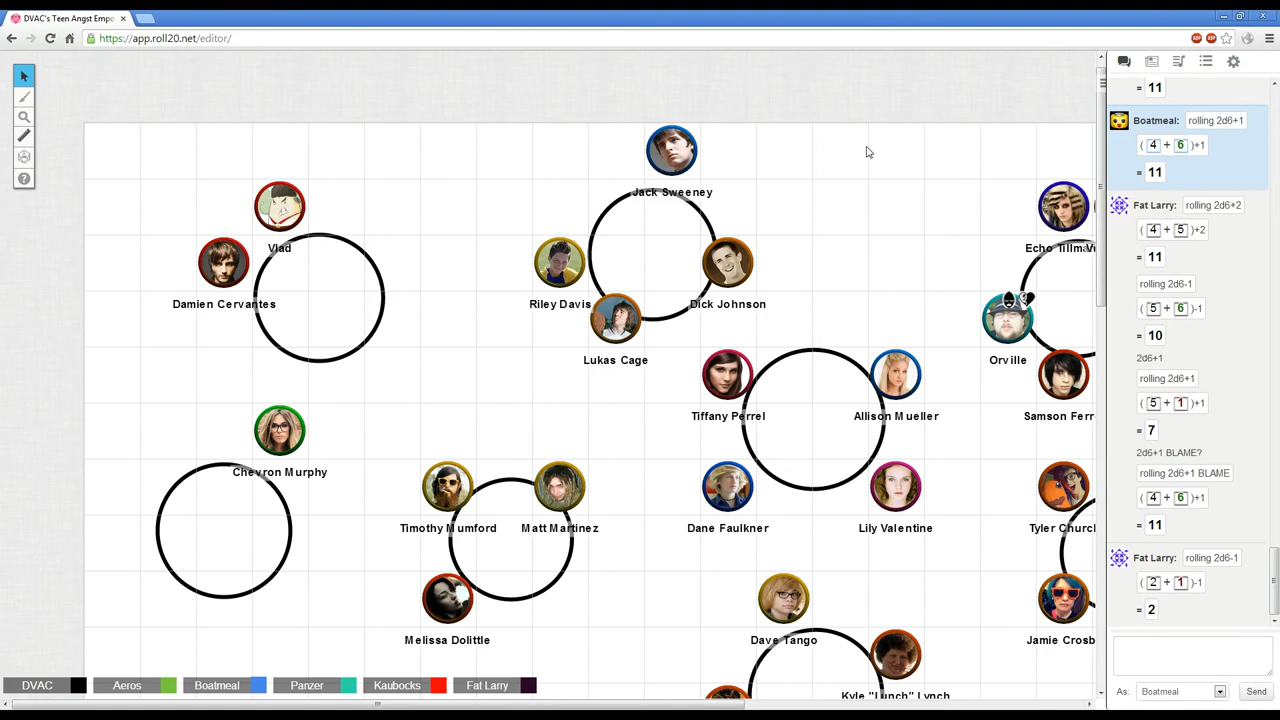 DVAC's Teen Angst Empo
https://app.roll20.net/editor/
= 11
Boatmeal: rolling 2d6+1
( 4 + 6 )+1
= 11
Fat Larry: rolling 2d6+2
( 4 + 5 )+2
= 11
rolling 2d6-1
( 5 + 6 )-1
= 10
2d6+1
rolling 2d6+1
( 5 + 1 )+1
= 7
2d6+1 BLAME?
rolling 2d6+1 BLAME
( 4 + 6 )+1
= 11
Fat Larry: rolling 2d6-1
( 2 + 1 )-1
= 2
As: Boatmeal Send
Jack Sweeney
Vlad
Echo Tillma
Damien Cervantes
Riley Davis
Dick Johnson
Lukas Cage
Orville
Tiffany Perrel
Allison Mueller
Samson Ferr
Chevron Murphy
Timothy Mumford
Matt Martinez
Dane Faulkner
Lily Valentine
Tyler Church
Melissa Dolittle
Dave Tango
Jamie Crosb
Kyle "Lunch" Lynch
DVAC
Aeros
Boatmeal
Panzer
Kaubocks
Fat Larry